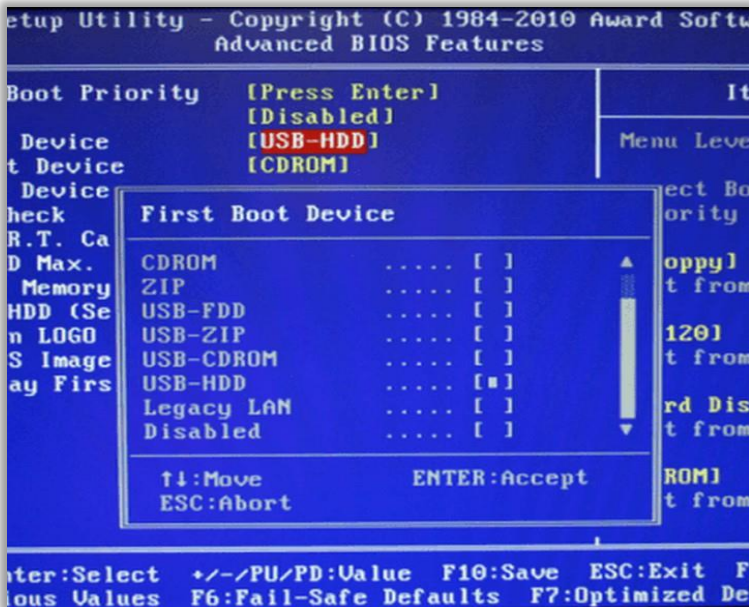 etup Utility - Copyright (C) 1984-2010 Award Softw
Advanced BIOS Features
Boot Priority [Press Enter] It
[Disabled]
Device [USB-HDD] Menu Leve
t Device [CDROM]
Device ect Bo
heck First Boot Device ority
R.T. Ca
D Max. CDROM ..... [ ] oppy]
Memory ZIP ..... [ ] t from
HDD (Se USB-FDD ..... [ ]
n LOGO USB-ZIP ..... [ ] 120]
S Image USB-CDROM ..... [ ] t from
ay Firs USB-HDD ..... [■]
Legacy LAN ..... [ ] rd Dis
Disabled ..... [ ] t from
↑↓:Move ENTER:Accept ROM]
ESC:Abort t from
nter:Select +/-/PU/PD:Value F10:Save ESC:Exit F
ious Values F6:Fail-Safe Defaults F7:Optimized De